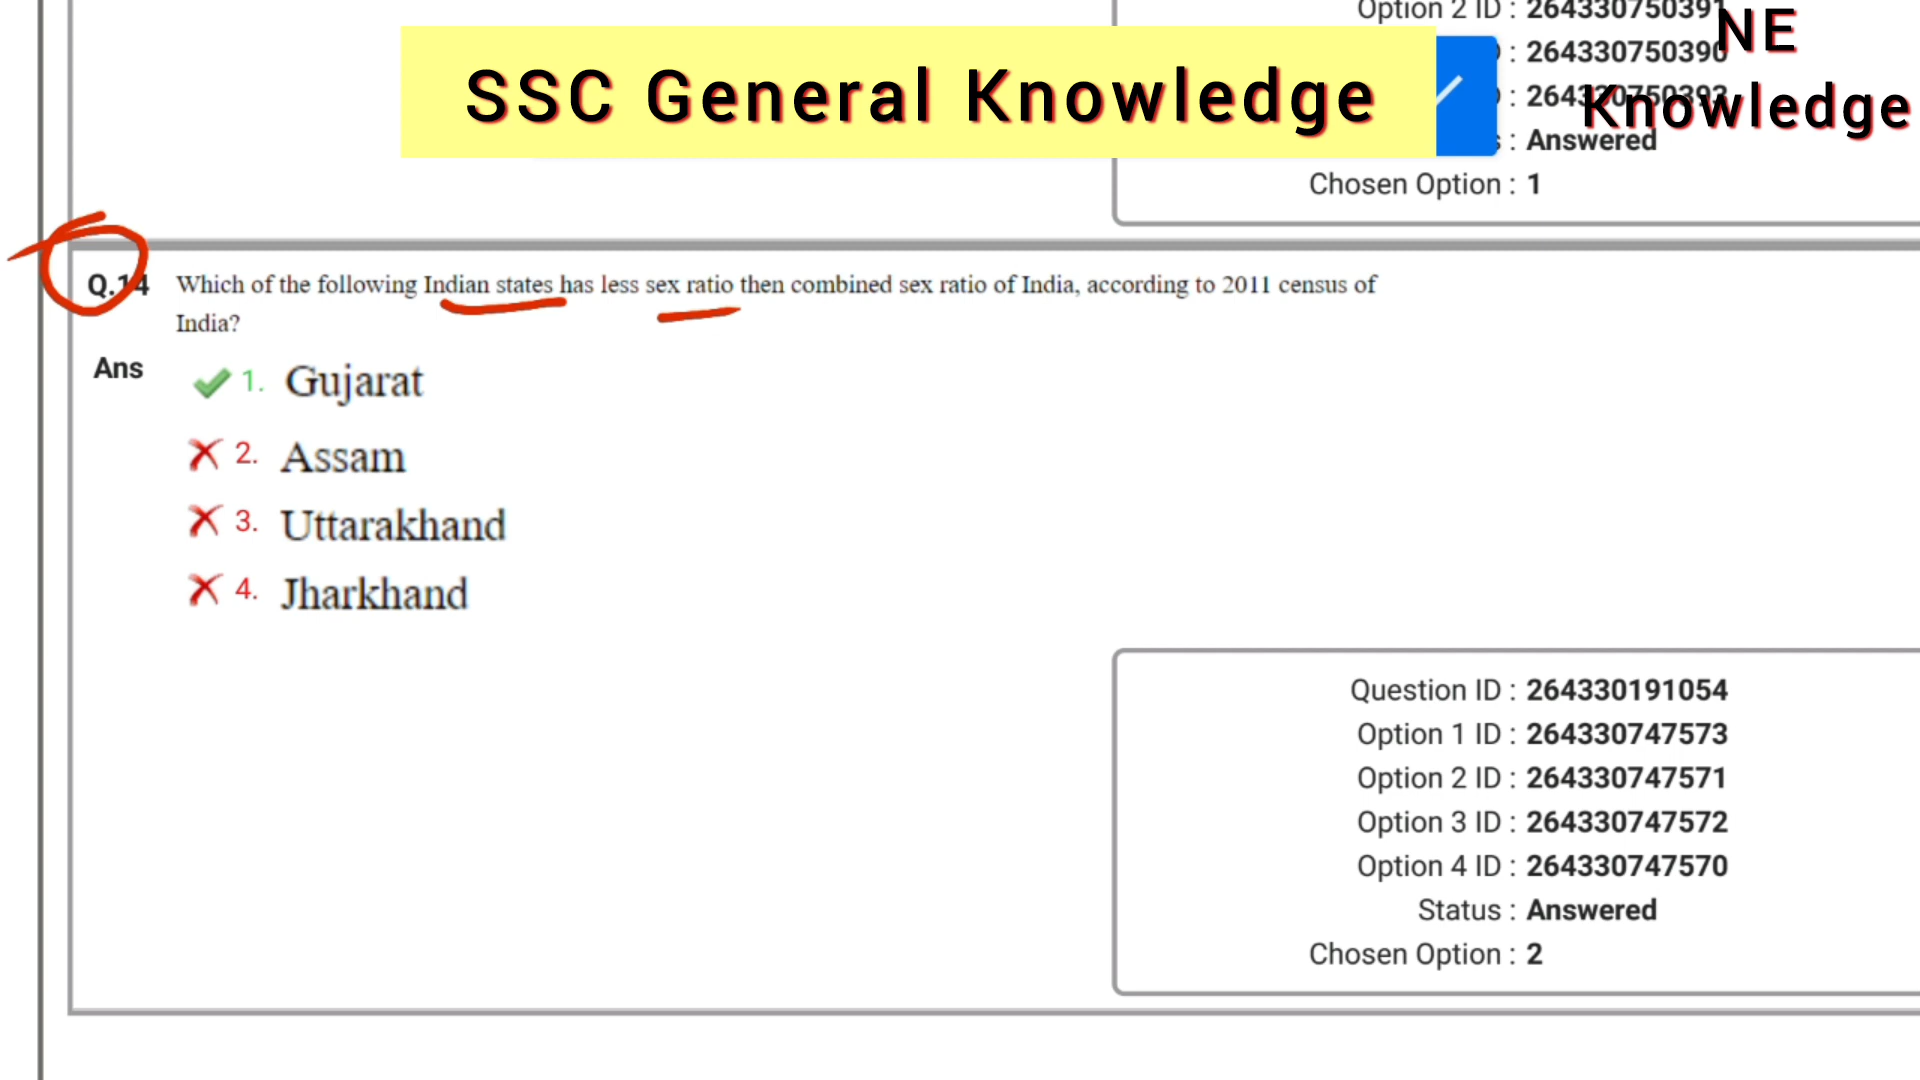 Option 2 ID : 264330750391
NE
: 264330750390
SSC General Knowledge
Knowledge
: Answered
Chosen Option : 1
Q.14 Which of the following Indian states has less sex ratio then combined sex ratio of India, according to 2011 census of
India?
Ans
1. Gujarat
2. Assam
3. Uttarakhand
4. Jharkhand
Question ID : 264330191054
Option 1 ID : 264330747573
Option 2 ID : 264330747571
Option 3 ID : 264330747572
Option 4 ID : 264330747570
Status : Answered
Chosen Option : 2